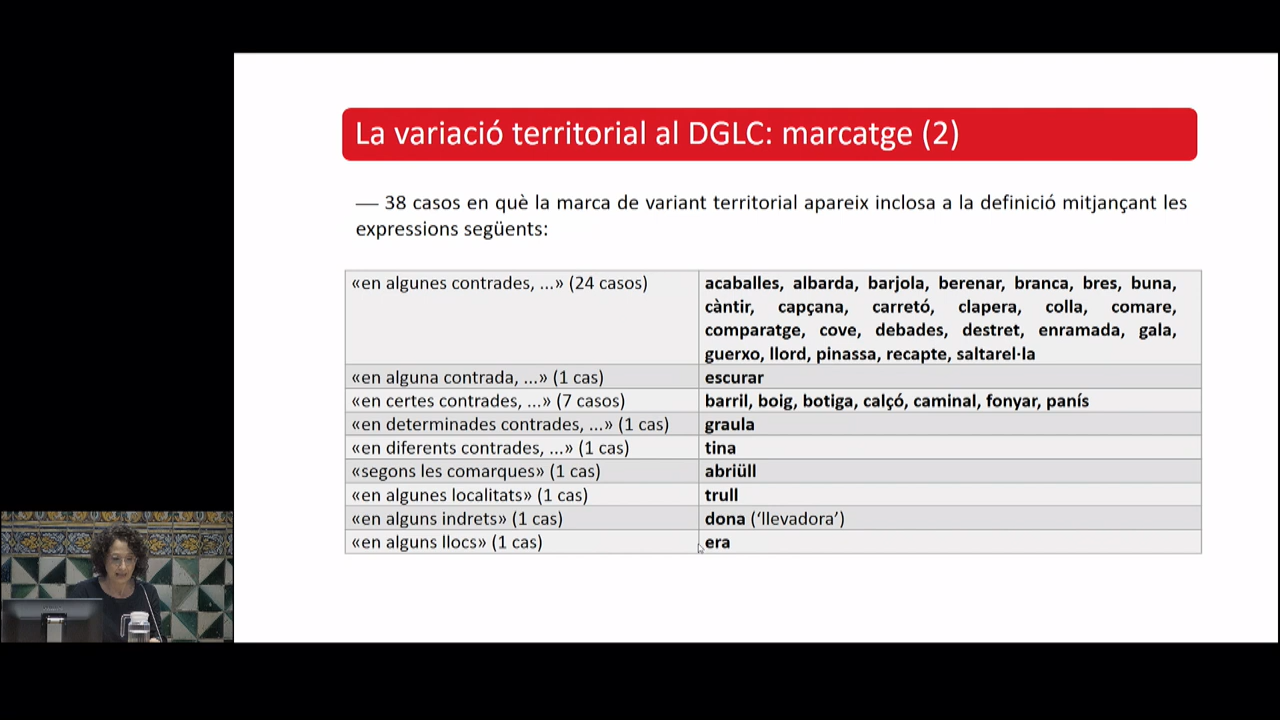 La variació territorial al DGLC: marcatge (2)
— 38 casos en què la marca de variant territorial apareix inclosa a la definició mitjançant les
expressions següents:
«en algunes contrades, ...» (24 casos)
acaballes, albarda, barjola, berenar, branca, bres, buna,
càntir, capçana, carretó, clapera, colla, comare,
comparatge, cove, debades, destret, enramada, gala,
guerxo, llord, pinassa, recapte, saltarel·la
«en alguna contrada, ...» (1 cas)
escurar
«en certes contrades, ...» (7 casos)
barril, boig, botiga, calçó, caminal, fonyar, panís
«en determinades contrades, ...» (1 cas)
graula
«en diferents contrades, ...» (1 cas)
tina
«segons les comarques» (1 cas)
abriüll
«en algunes localitats» (1 cas)
trull
«en alguns indrets» (1 cas)
dona (‘llevadora’)
«en alguns llocs» (1 cas)
era